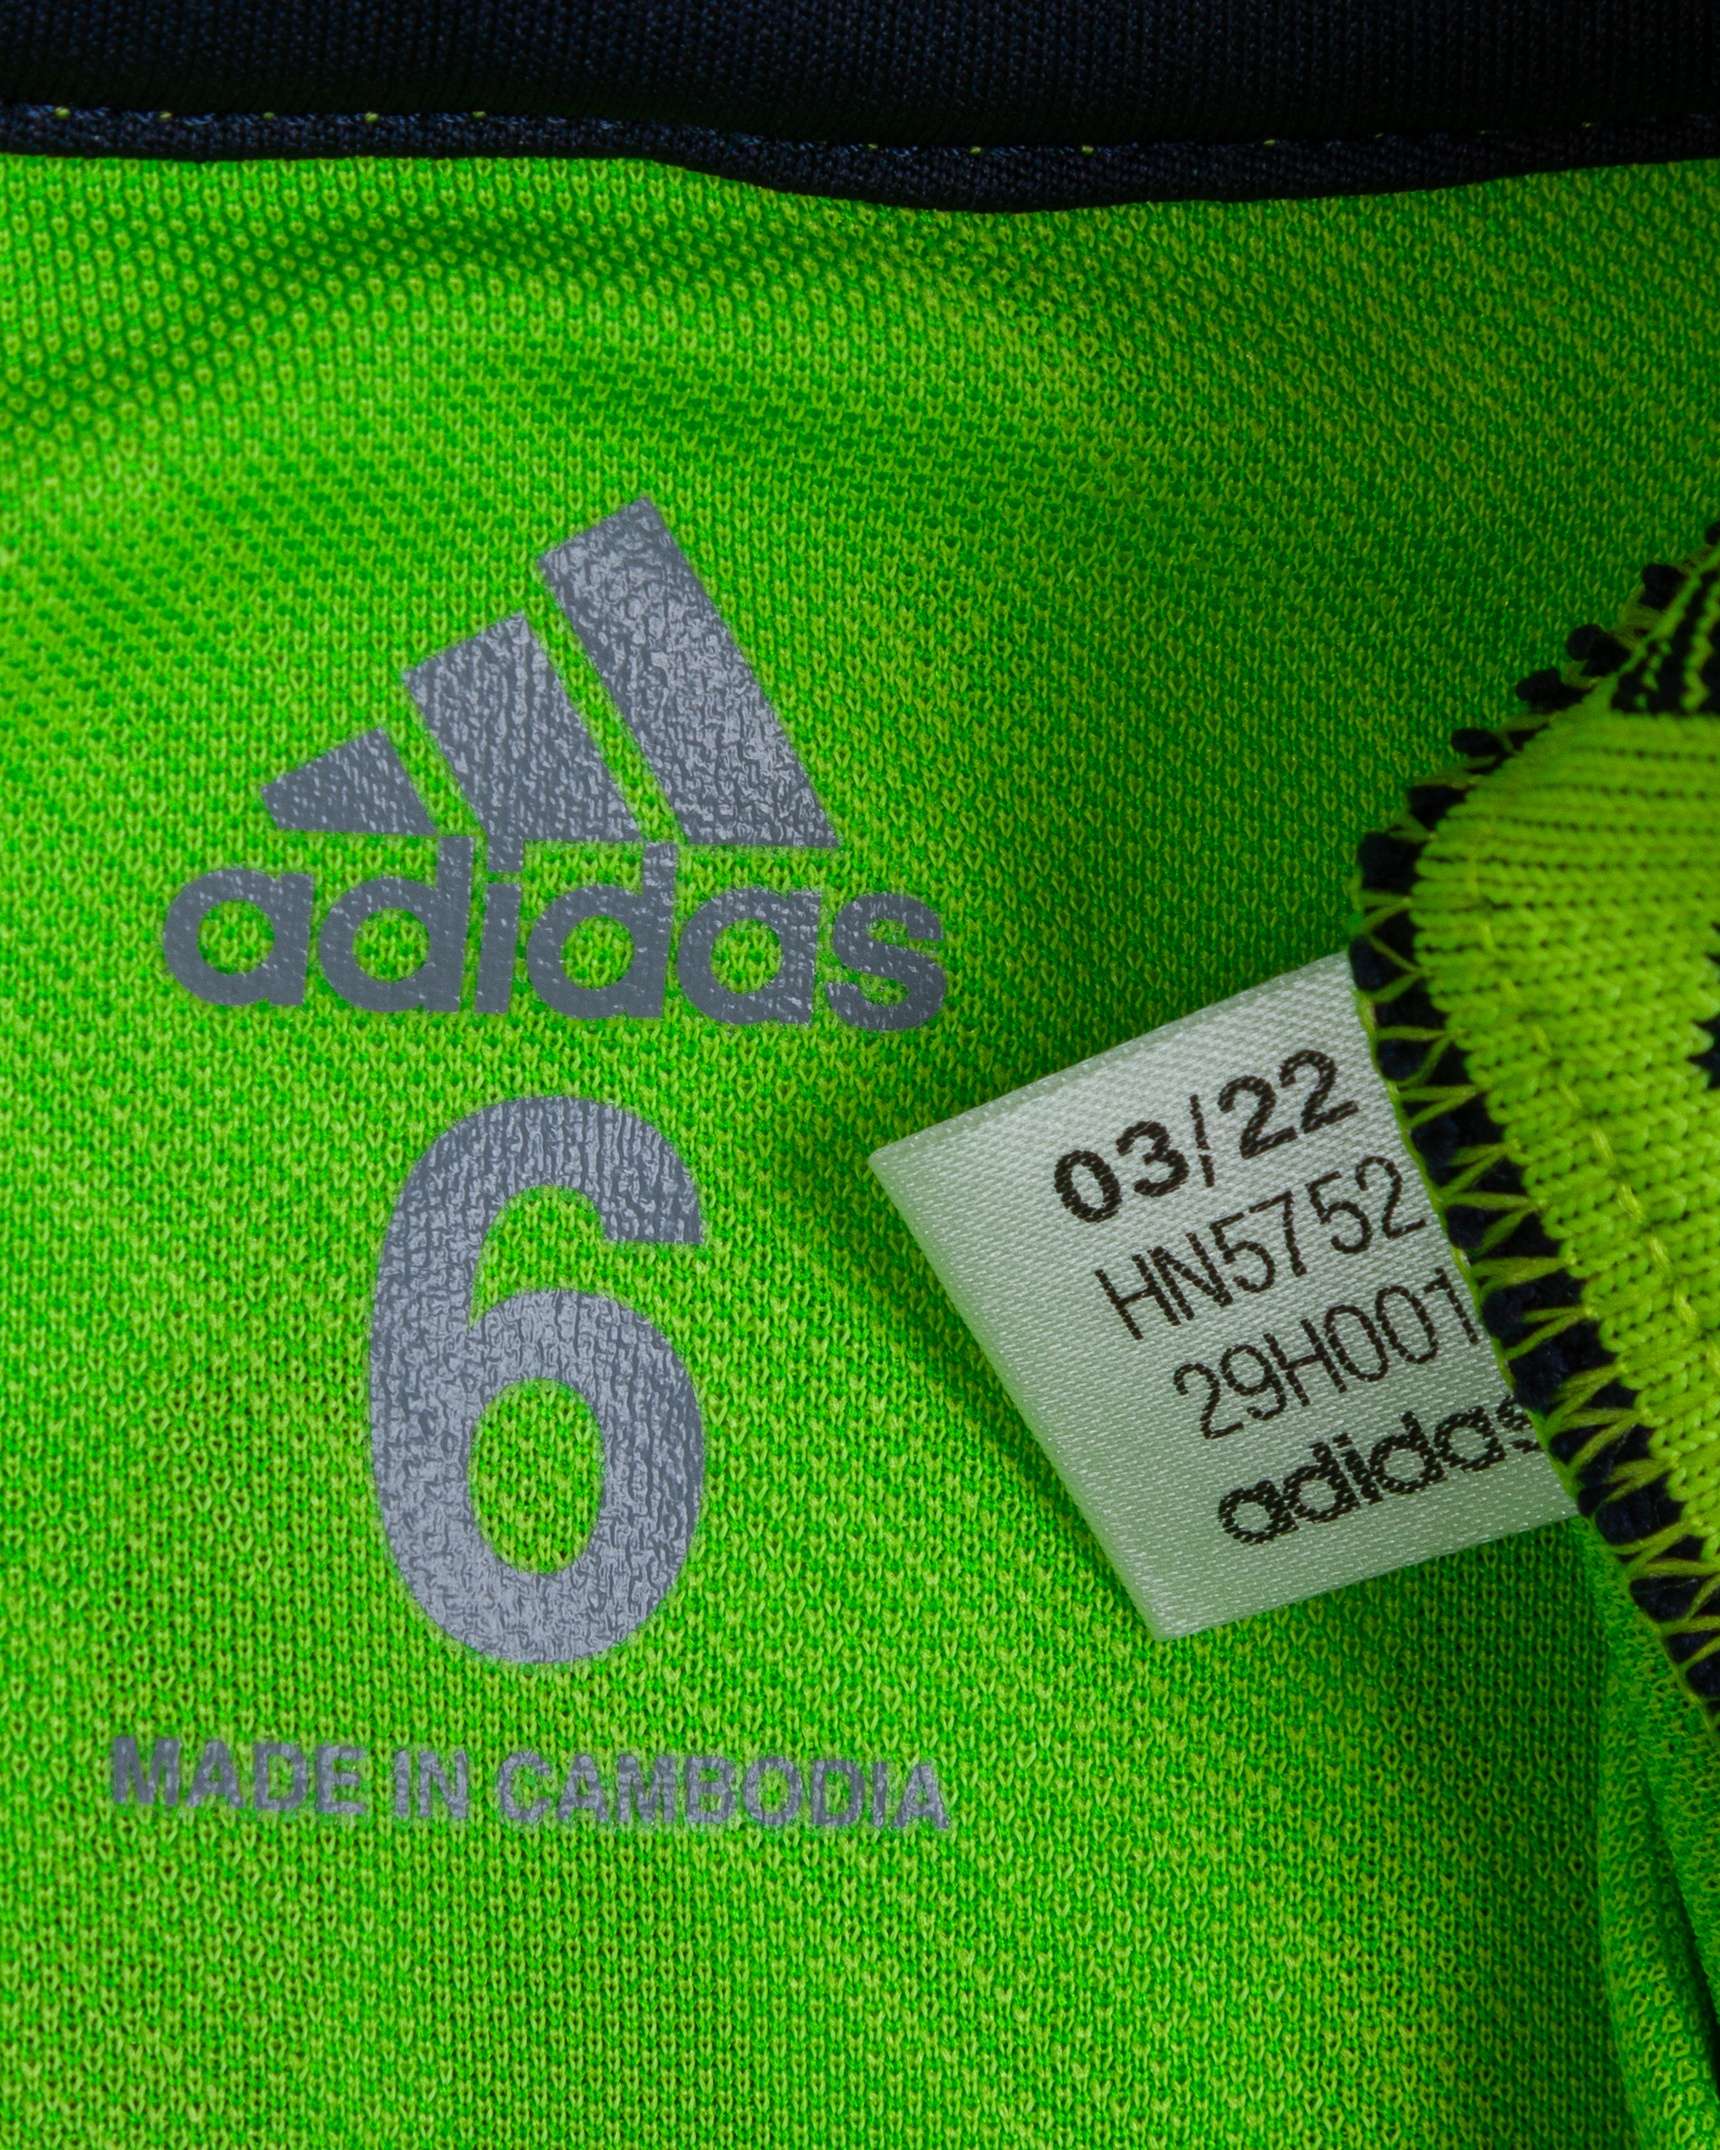 adidas
6
MADE IN CAMBODIA
03/22
HN5752
29H001
adidas